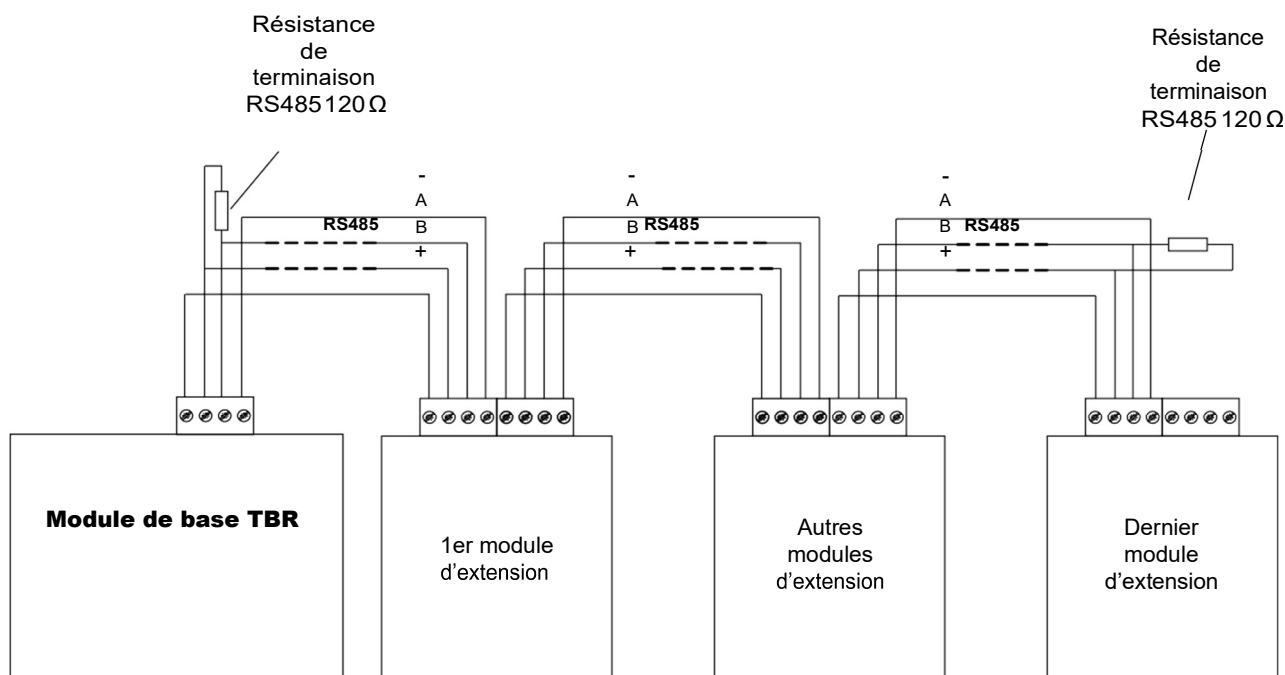 Résistance
de
terminaison
RS485 120 Ω
Résistance
de
terminaison
RS485 120 Ω
-
A
B
+
RS485
-
A
B
+
RS485
-
A
B
+
RS485
Module de base TBR
1er module
d'extension
Autres
modules
d'extension
Dernier
module
d'extension